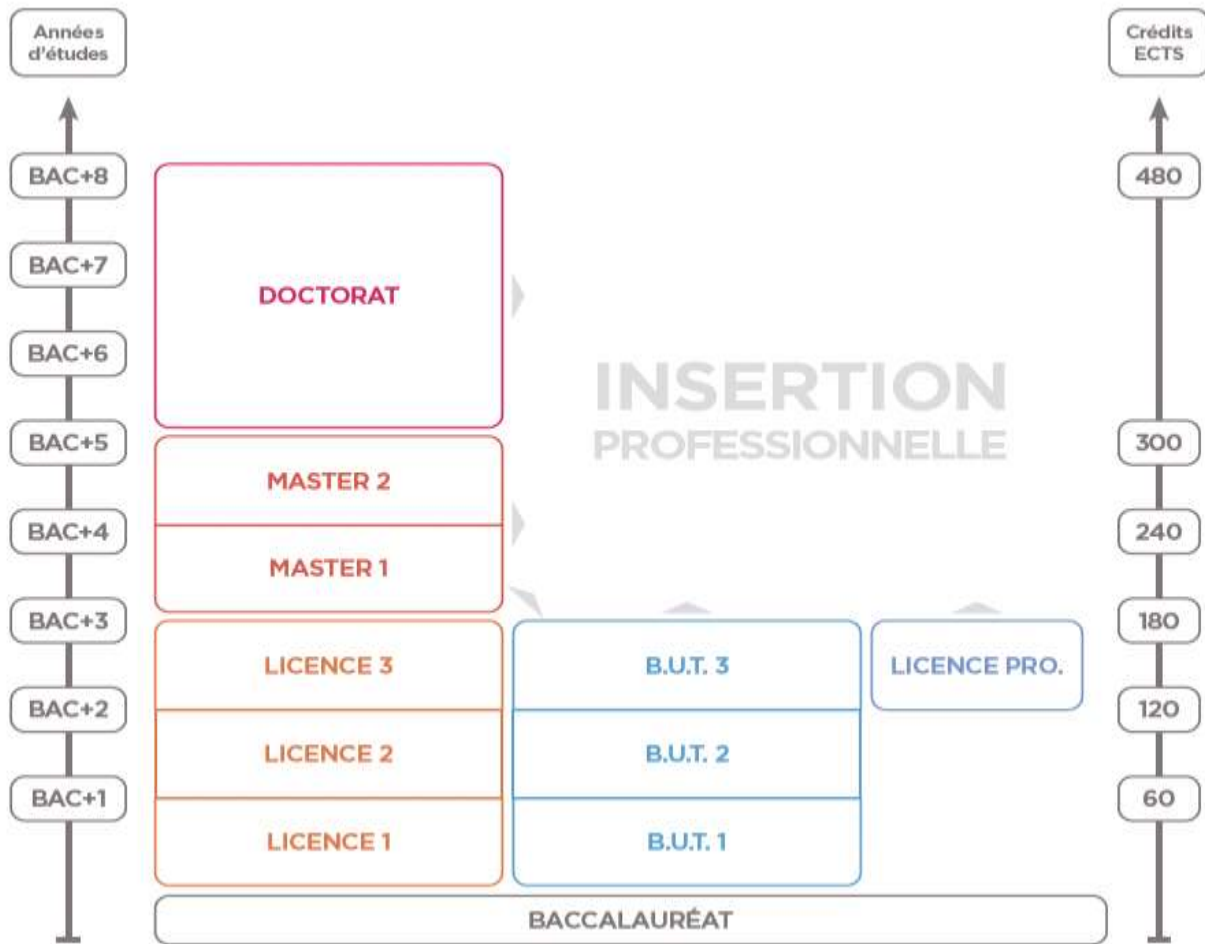 Années
d'études
Crédits
ECTS
BAC+8
480
BAC+7
DOCTORAT
BAC+6
INSERTION
PROFESSIONNELLE
BAC+5
300
MASTER 2
BAC+4
240
MASTER 1
BAC+3
180
LICENCE 3
B.U.T. 3
LICENCE PRO.
BAC+2
120
LICENCE 2
B.U.T. 2
BAC+1
60
LICENCE 1
B.U.T. 1
BACCALAURÉAT